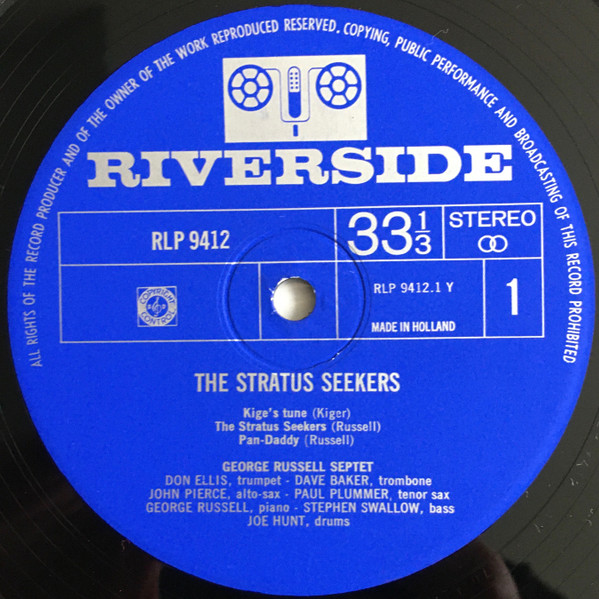 ALL RIGHTS OF THE RECORD PRODUCER AND OF THE OWNER OF THE WORK REPRODUCED RESERVED. COPYING, PUBLIC PERFORMANCE AND BROADCASTING OF THIS RECORD PROHIBITED
RIVERSIDE
RLP 9412
33 1/3
STEREO
COPYRIGHT CONTROL
RLP 9412.1 Y
MADE IN HOLLAND
1
THE STRATUS SEEKERS
Kige's tune (Kiger)
The Stratus Seekers (Russell)
Pan-Daddy (Russell)
GEORGE RUSSELL SEPTET
DON ELLIS, trumpet - DAVE BAKER, trombone
JOHN PIERCE, alto-sax - PAUL PLUMMER, tenor sax
GEORGE RUSSELL, piano - STEPHEN SWALLOW, bass
JOE HUNT, drums